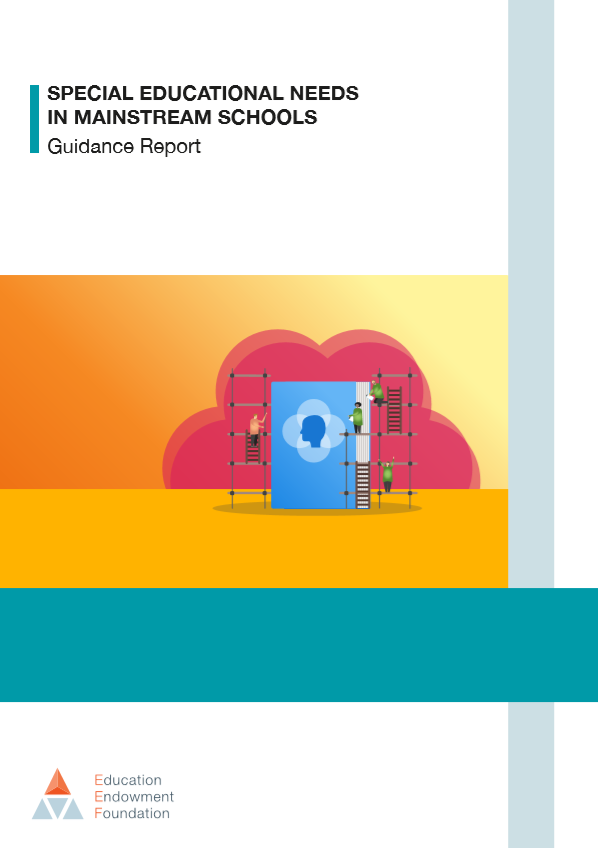 SPECIAL EDUCATIONAL NEEDS
IN MAINSTREAM SCHOOLS
Guidance Report
Education
Endowment
Foundation